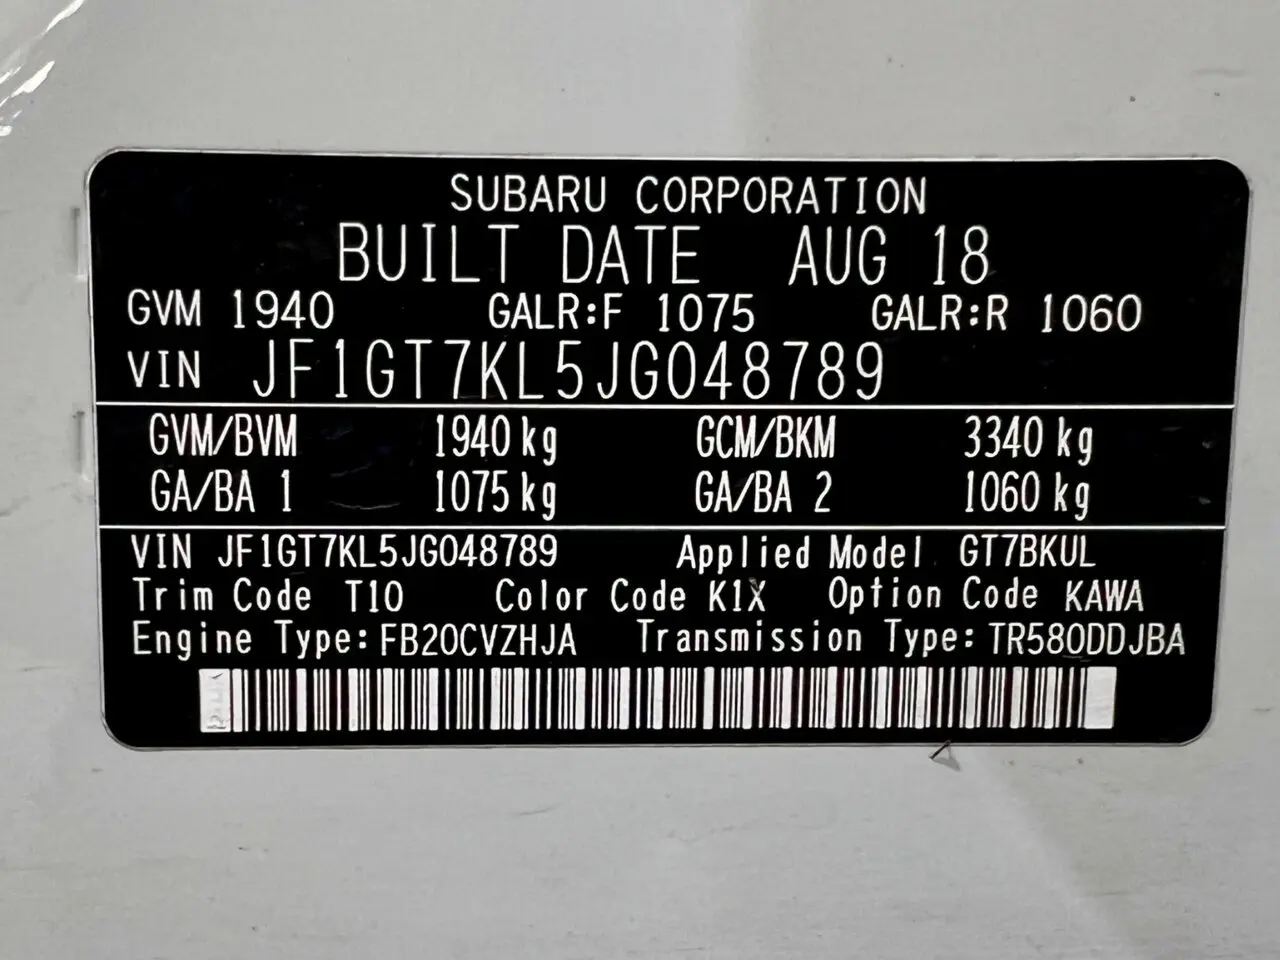 SUBARU CORPORATION
BUILT DATE AUG 18
GVM 1940 GALR:F 1075 GALR:R 1060
VIN JF1GT7KL5JG048789
GVM/BVM 1940 kg GCM/BKM 3340 kg
GA/BA 1 1075 kg GA/BA 2 1060 kg
VIN JF1GT7KL5JG048789 Applied Model GT7BKUL
Trim Code T10 Color Code K1X Option Code KAWA
Engine Type:FB20CVZHJA Transmission Type:TR580DDJBA